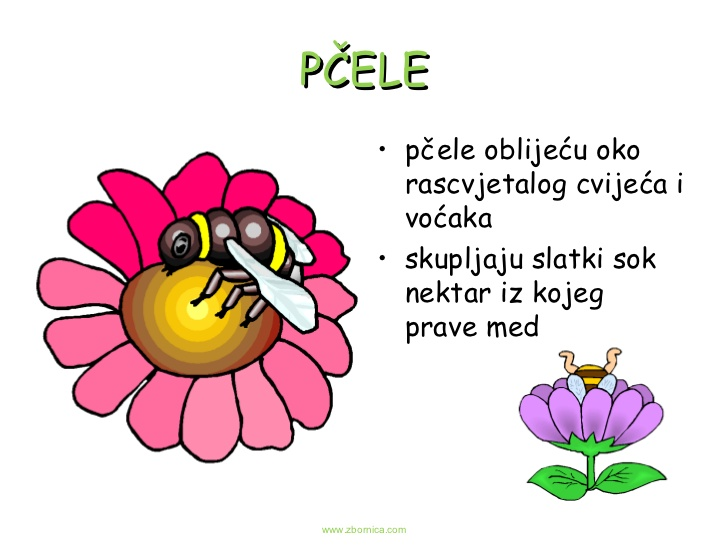 PČELE
• pčele oblijeću oko
rascvjetalog cvijeća i
voćaka
• skupljaju slatki sok
nektar iz kojeg
prave med
www.zbornica.com